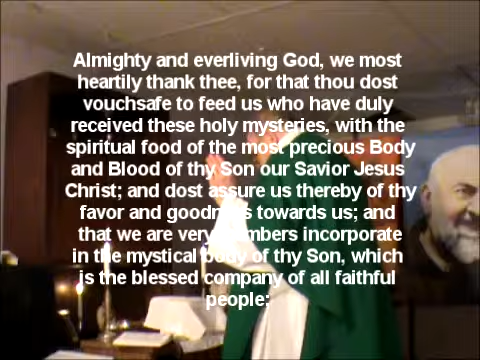 Almighty and everliving God, we most
heartily thank thee, for that thou dost
vouchsafe to feed us who have duly
received these holy mysteries, with the
spiritual food of the most precious Body
and Blood of thy Son our Savior Jesus
Christ; and dost assure us thereby of thy
favor and goodness towards us; and
that we are very members incorporate
in the mystical body of thy Son, which
is the blessed company of all faithful
people;